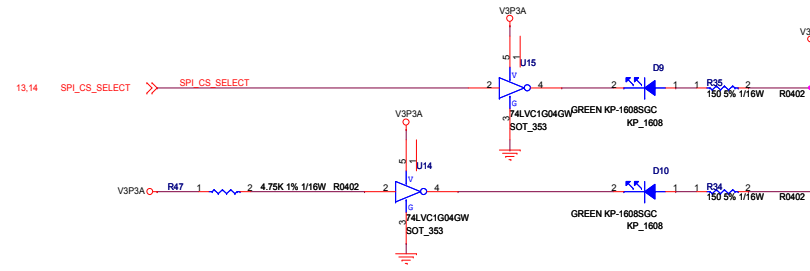 V3P3A
V3
5
1
U15
D9
13,14 SPI_CS_SELECT SPI_CS_SELECT
V
2 4 2 1 1 R35 2
G
150 5% 1/16W R0402
3
74LVC1G04GW
SOT_353
GREEN KP-1608SGC
KP_1608
V3P3A
5
1
U14
D10
V3P3A R47 1 2 4.75K 1% 1/16W R0402 2
V
4 2 1 1 R34 2
G
150 5% 1/16W R0402
3
74LVC1G04GW
SOT_353
GREEN KP-1608SGC
KP_1608